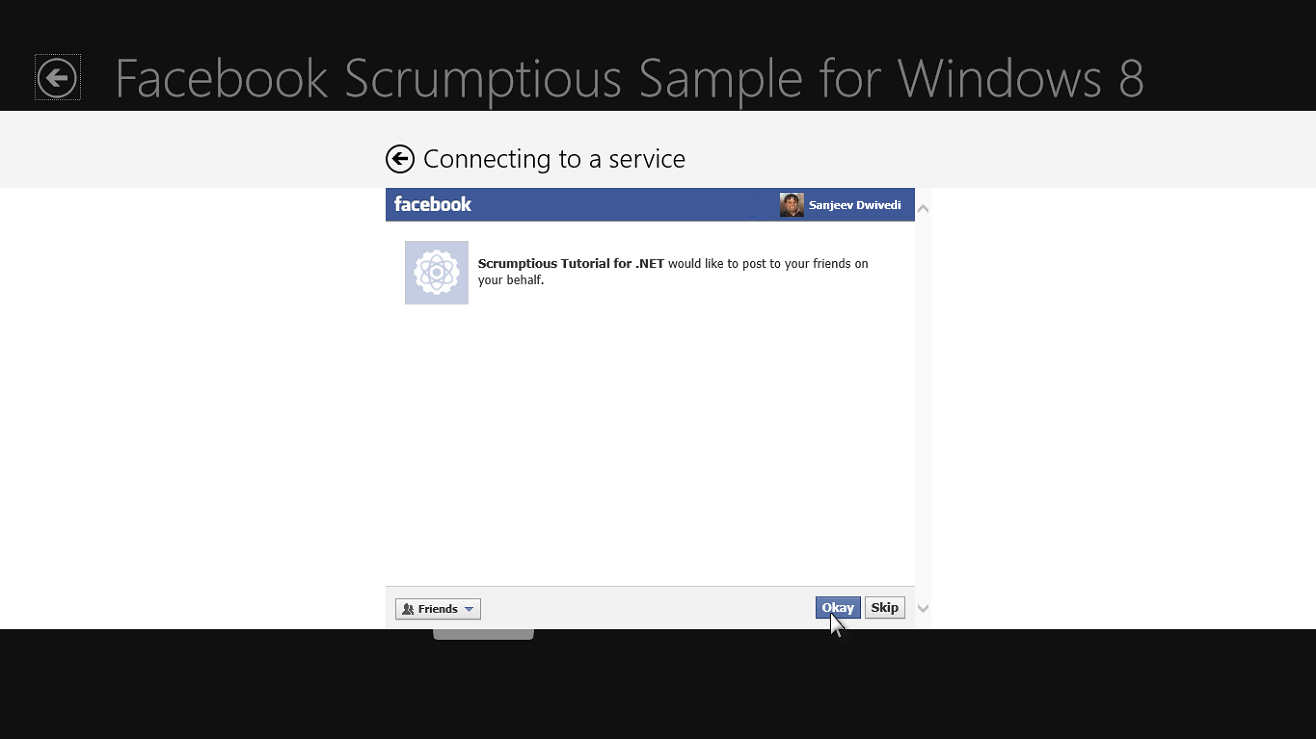 Facebook Scrumptious Sample for Windows 8
Connecting to a service
facebook
Sanjeev Dwivedi
Scrumptious Tutorial for .NET would like to post to your friends on
your behalf.
Friends
Okay
Skip